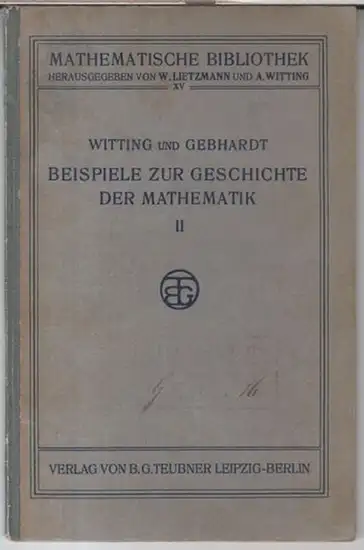 MATHEMATISCHE BIBLIOTHEK
HERAUSGEGEBEN VON W. LIETZMANN UND A. WITTING
XV
WITTING UND GEBHARDT
BEISPIELE ZUR GESCHICHTE
DER MATHEMATIK
II
VERLAG VON B. G. TEUBNER LEIPZIG-BERLIN